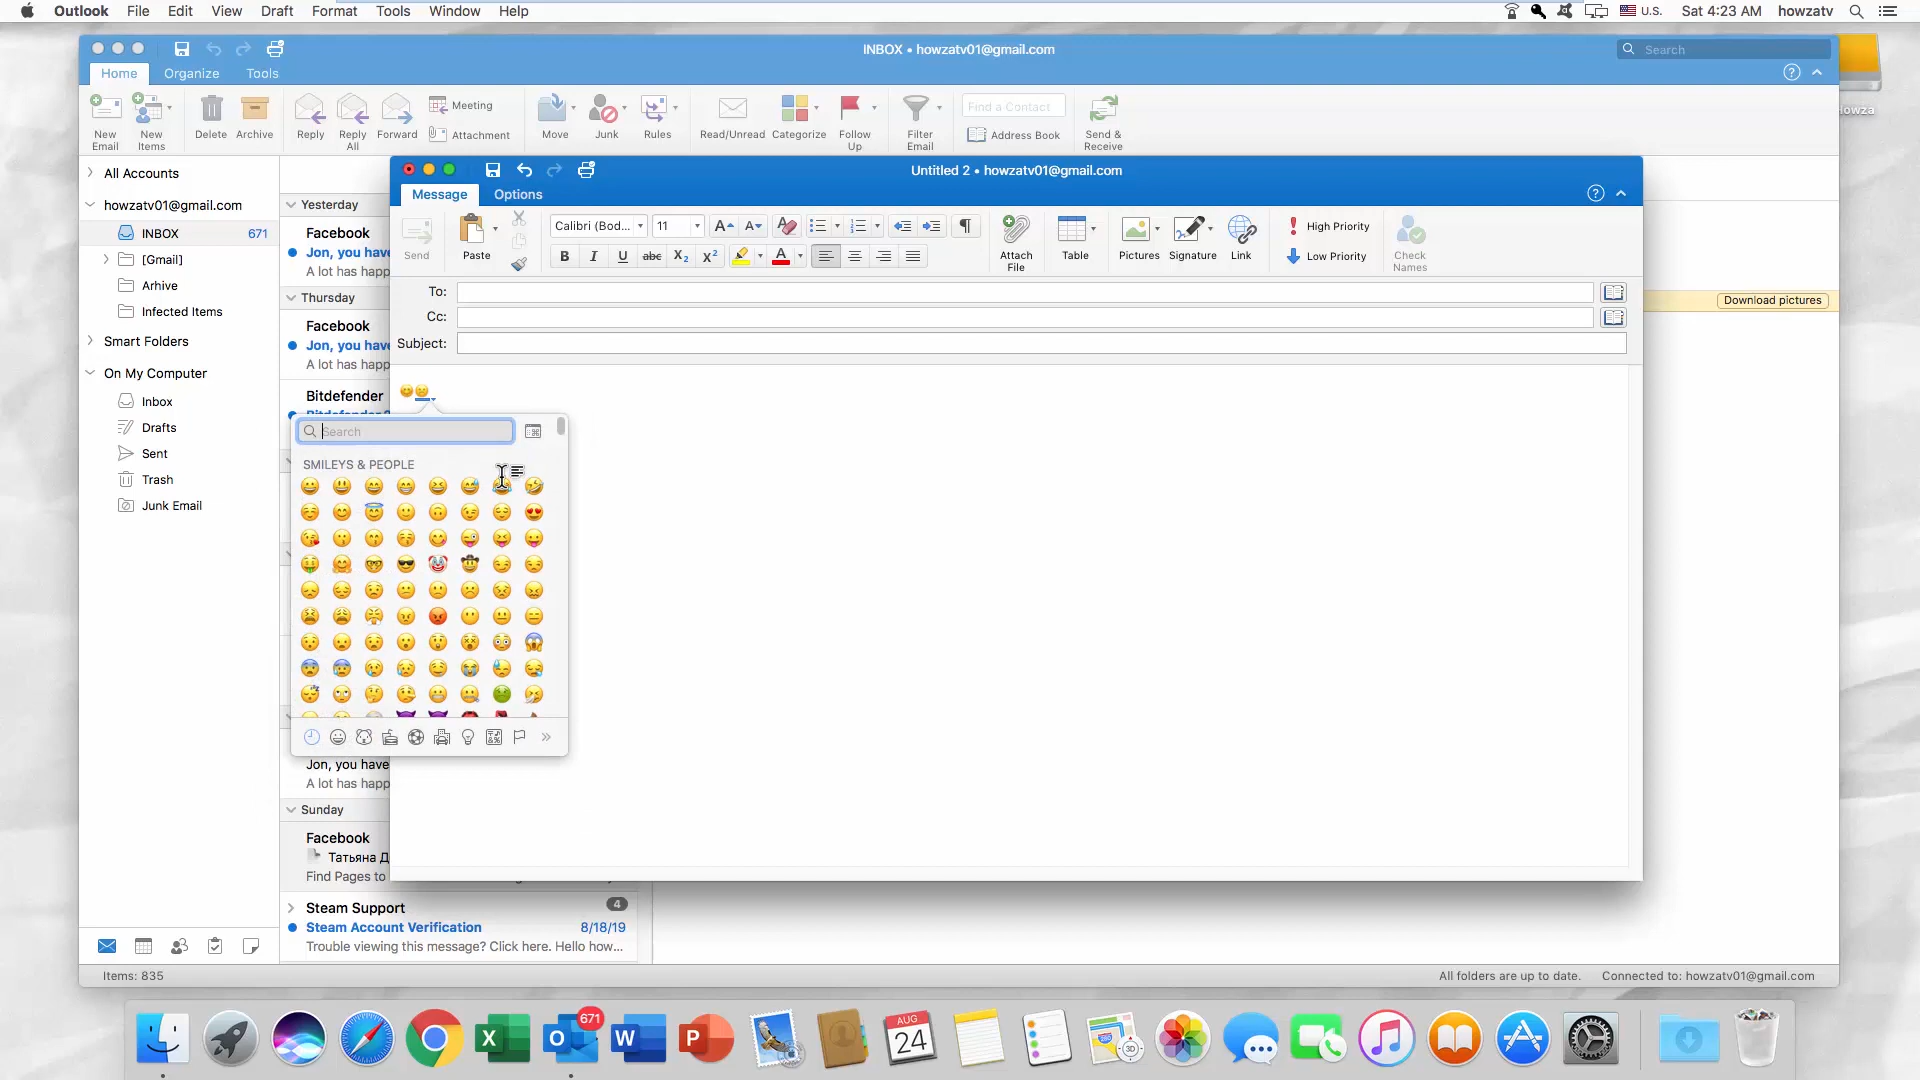 Outlook File Edit View Draft Format Tools Window Help U.S. Sat 4:23 AM howzatv
INBOX • howzatv01@gmail.com Search
Home Organize Tools
New Email New Items Delete Archive Reply Reply All Forward Meeting Attachment Move Junk Rules Read/Unread Categorize Follow Up Filter Email Find a Contact Address Book Send & Receive
All Accounts
howzatv01@gmail.com
INBOX 671
[Gmail]
Arhive
Infected Items
Smart Folders
On My Computer
Inbox
Drafts
Sent
Trash
Junk Email
Yesterday
Facebook
Jon, you have
A lot has happ
Thursday
Facebook
Jon, you have
A lot has happ
Bitdefender
Jon, you have
A lot has happ
Sunday
Facebook
Татьяна Д
Find Pages to
Steam Support 4
Steam Account Verification 8/18/19
Trouble viewing this message? Click here. Hello how...
Untitled 2 • howzatv01@gmail.com
Message Options
Send Paste Calibri (Bod... 11 Attach File Table Pictures Signature Link High Priority Low Priority Check Names
B I U abc X₂ X² A
To:
Cc:
Subject:
Download pictures
Search
SMILEYS & PEOPLE
Items: 835 All folders are up to date. Connected to: howzatv01@gmail.com
howza
671
AUG
24
3D